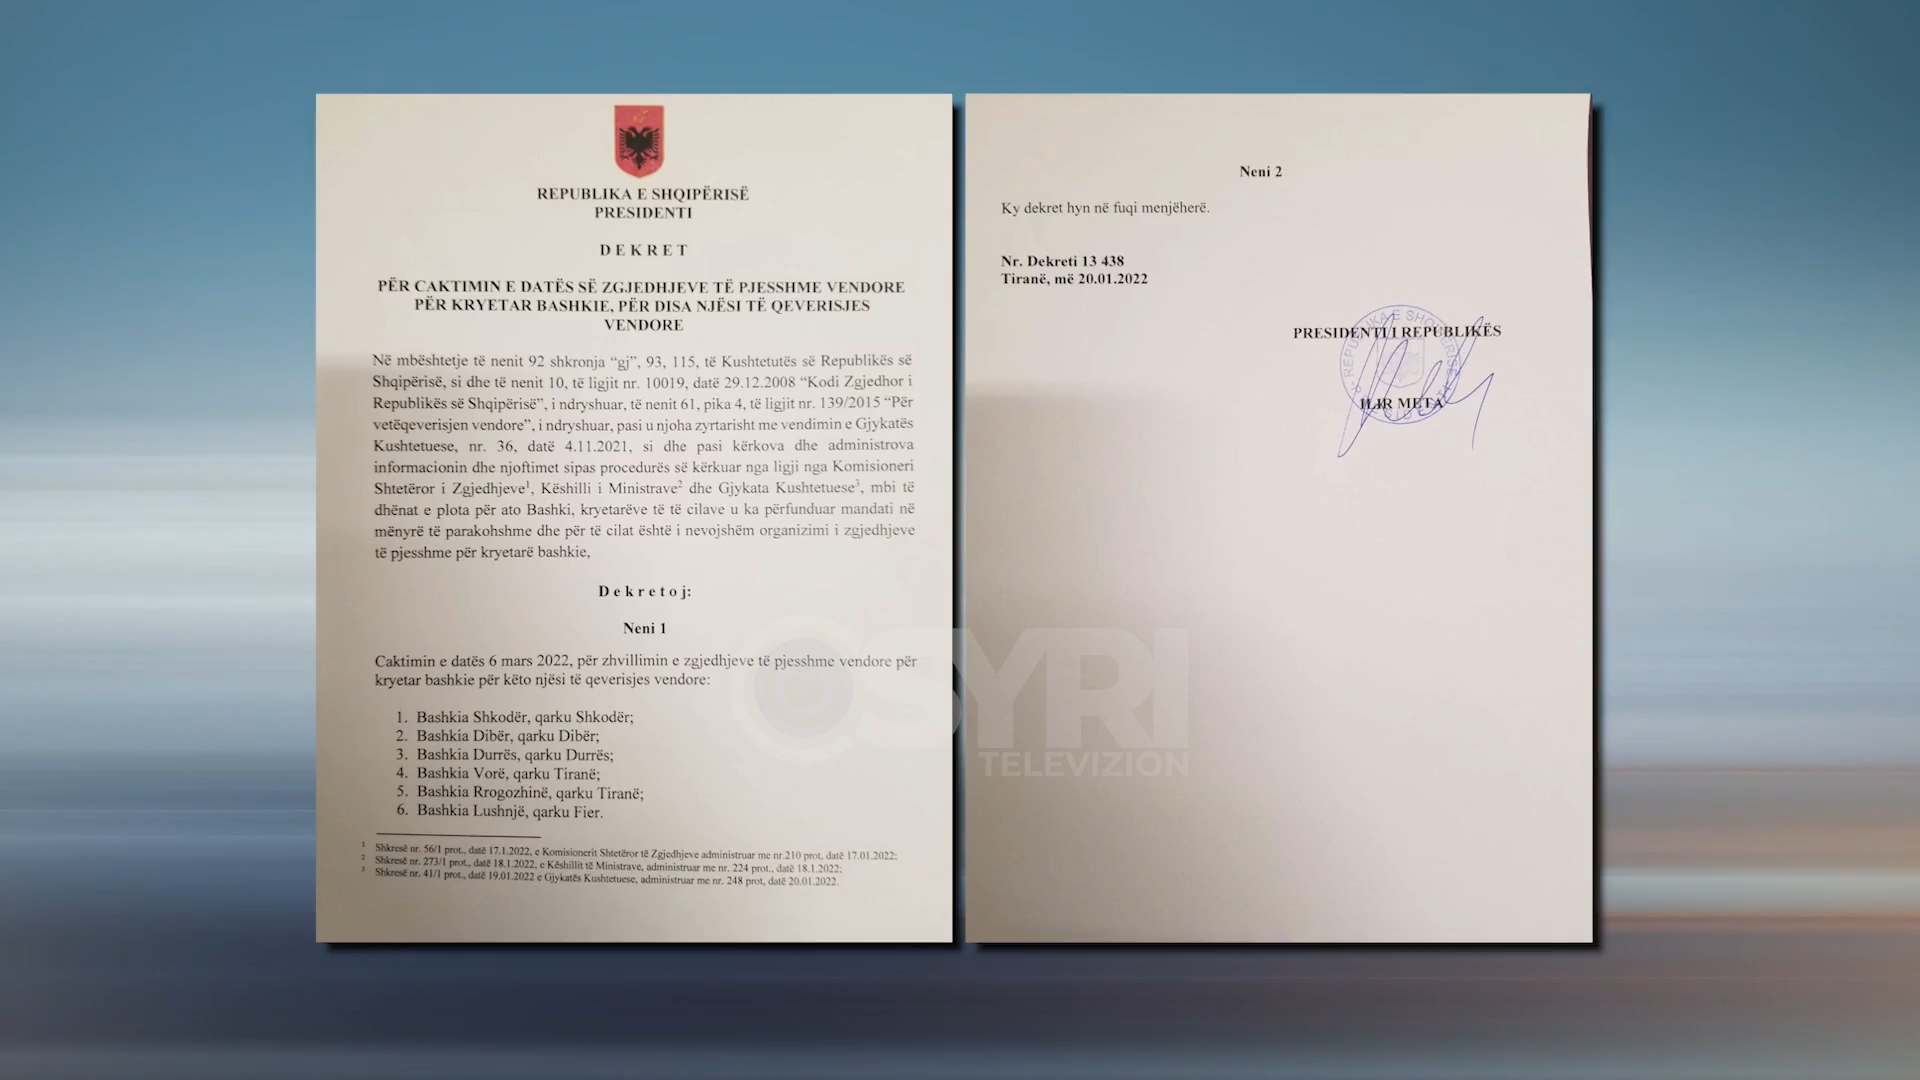 REPUBLIKA E SHQIPËRISË
PRESIDENTI
D E K R E T
PËR CAKTIMIN E DATËS SË ZGJEDHJEVE TË PJESSHME VENDORE
PËR KRYETAR BASHKIE, PËR DISA NJËSI TË QEVERISJES
VENDORE
Në mbështetje të nenit 92 shkronja “gj”, 93, 115, të Kushtetutës së Republikës së
Shqipërisë, si dhe të nenit 10, të ligjit nr. 10019, datë 29.12.2008 “Kodi Zgjedhor i
Republikës së Shqipërisë”, i ndryshuar, të nenit 61, pika 4, të ligjit nr. 139/2015 “Për
vetëqeverisjen vendore”, i ndryshuar, pasi u njoha zyrtarisht me vendimin e Gjykatës
Kushtetuese, nr. 36, datë 4.11.2021, si dhe pasi kërkova dhe administrova
informacionin dhe njoftimet sipas procedurës së kërkuar nga ligji nga Komisioneri
Shtetëror i Zgjedhjeve¹, Këshilli i Ministrave² dhe Gjykata Kushtetuese³, mbi të
dhënat e plota për ato Bashki, kryetarëve të të cilave u ka përfunduar mandati në
mënyrë të parakohshme dhe për të cilat është i nevojshëm organizimi i zgjedhjeve
të pjesshme për kryetarë bashkie,
D e k r e t o j:
Neni 1
Caktimin e datës 6 mars 2022, për zhvillimin e zgjedhjeve të pjesshme vendore për
kryetar bashkie për këto njësi të qeverisjes vendore:
1. Bashkia Shkodër, qarku Shkodër;
2. Bashkia Dibër, qarku Dibër;
3. Bashkia Durrës, qarku Durrës;
4. Bashkia Vorë, qarku Tiranë;
5. Bashkia Rrogozhinë, qarku Tiranë;
6. Bashkia Lushnjë, qarku Fier.
¹ Shkresë nr. 56/1 prot., datë 17.1.2022, e Komisionerit Shtetëror të Zgjedhjeve administruar me nr.210 prot, datë 17.01.2022;
² Shkresë nr. 273/1 prot., datë 18.1.2022, e Këshillit të Ministrave, administruar me nr. 224 prot., datë 18.1.2022;
³ Shkresë nr. 41/1 prot., datë 19.01.2022 e Gjykatës Kushtetuese, administruar me nr. 248 prot, datë 20.01.2022.
Neni 2
Ky dekret hyn në fuqi menjëherë.
Nr. Dekreti 13 438
Tiranë, më 20.01.2022
PRESIDENTI I REPUBLIKËS
ILIR META
REPUBLIKA E SHQIPËRISË
PRESIDENTI
SYRI
TELEVIZION